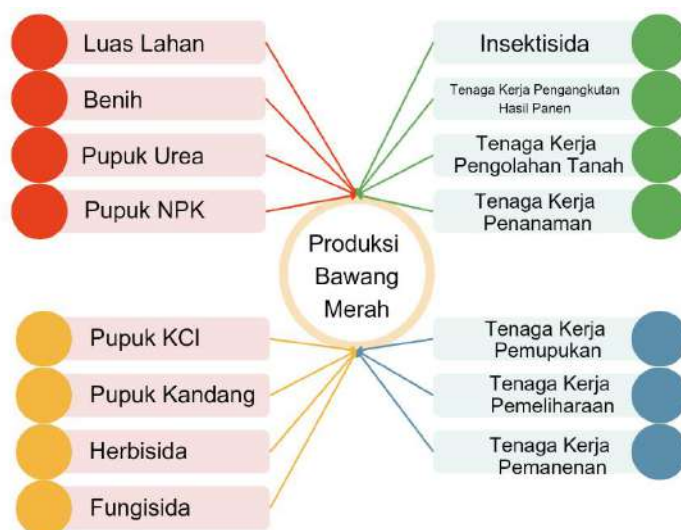 Luas Lahan
Benih
Pupuk Urea
Pupuk NPK
Insektisida
Tenaga Kerja Pengangkutan
Hasil Panen
Tenaga Kerja
Pengolahan Tanah
Tenaga Kerja
Penanaman
Produksi
Bawang
Merah
Pupuk KCI
Pupuk Kandang
Herbisida
Fungisida
Tenaga Kerja
Pemupukan
Tenaga Kerja
Pemeliharaan
Tenaga Kerja
Pemanenan